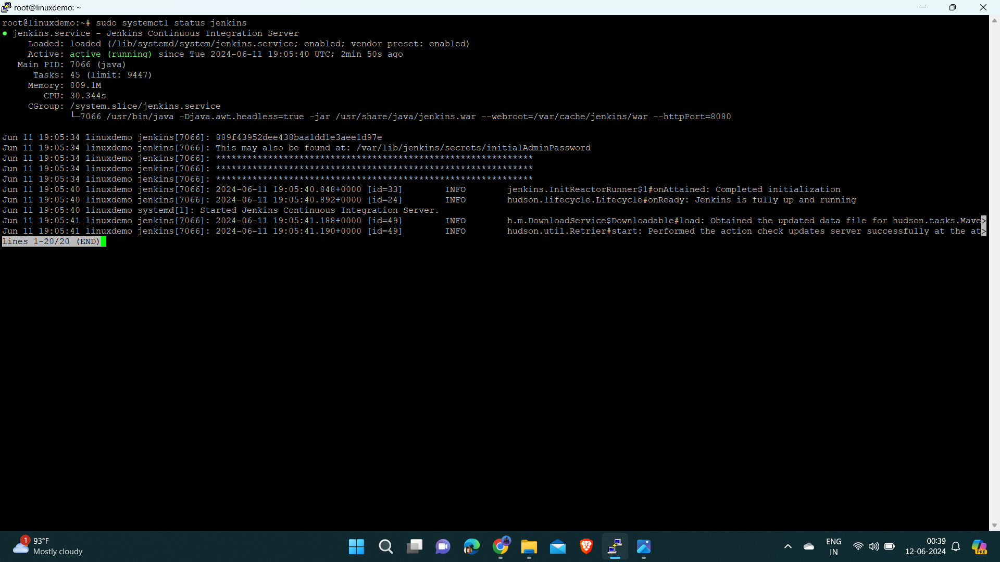 root@linuxdemo: ~
root@linuxdemo:~# sudo systemctl status jenkins
● jenkins.service - Jenkins Continuous Integration Server
     Loaded: loaded (/lib/systemd/system/jenkins.service; enabled; vendor preset: enabled)
     Active: active (running) since Tue 2024-06-11 19:05:40 UTC; 2min 50s ago
   Main PID: 7066 (java)
      Tasks: 45 (limit: 9447)
     Memory: 809.1M
        CPU: 30.344s
     CGroup: /system.slice/jenkins.service
             └─7066 /usr/bin/java -Djava.awt.headless=true -jar /usr/share/java/jenkins.war --webroot=/var/cache/jenkins/war --httpPort=8080
Jun 11 19:05:34 linuxdemo jenkins[7066]: 889f43952dee438baa1dd1e3aee1d97e
Jun 11 19:05:34 linuxdemo jenkins[7066]: This may also be found at: /var/lib/jenkins/secrets/initialAdminPassword
Jun 11 19:05:34 linuxdemo jenkins[7066]: *************************************************************
Jun 11 19:05:34 linuxdemo jenkins[7066]: *************************************************************
Jun 11 19:05:34 linuxdemo jenkins[7066]: *************************************************************
Jun 11 19:05:40 linuxdemo jenkins[7066]: 2024-06-11 19:05:40.848+0000 [id=33]        INFO        jenkins.InitReactorRunner$1#onAttained: Completed initialization
Jun 11 19:05:40 linuxdemo jenkins[7066]: 2024-06-11 19:05:40.892+0000 [id=24]        INFO        hudson.lifecycle.Lifecycle#onReady: Jenkins is fully up and running
Jun 11 19:05:40 linuxdemo systemd[1]: Started Jenkins Continuous Integration Server.
Jun 11 19:05:41 linuxdemo jenkins[7066]: 2024-06-11 19:05:41.188+0000 [id=49]        INFO        h.m.DownloadService$Downloadable#load: Obtained the updated data file for hudson.tasks.Mave>
Jun 11 19:05:41 linuxdemo jenkins[7066]: 2024-06-11 19:05:41.190+0000 [id=49]        INFO        hudson.util.Retrier#start: Performed the action check updates server successfully at the at>
lines 1-20/20 (END)
1
93°F
Mostly cloudy
ENG
IN
00:39
12-06-2024
PRE